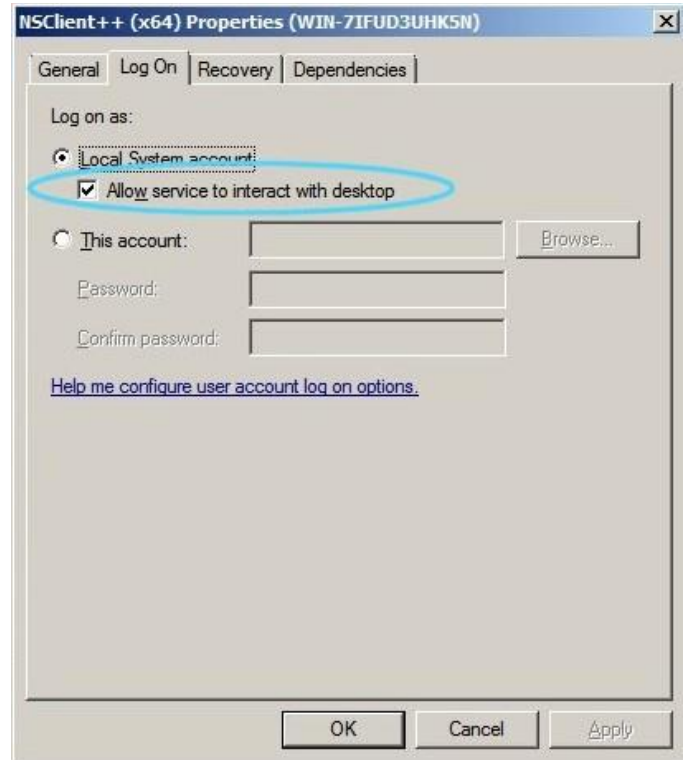 NSClient++ (x64) Properties (WIN-7IFUD3UHK5N)
General Log On Recovery Dependencies
Log on as:
Local System account
Allow service to interact with desktop
This account: Browse...
Password:
Confirm password:
Help me configure user account log on options.
OK Cancel Apply